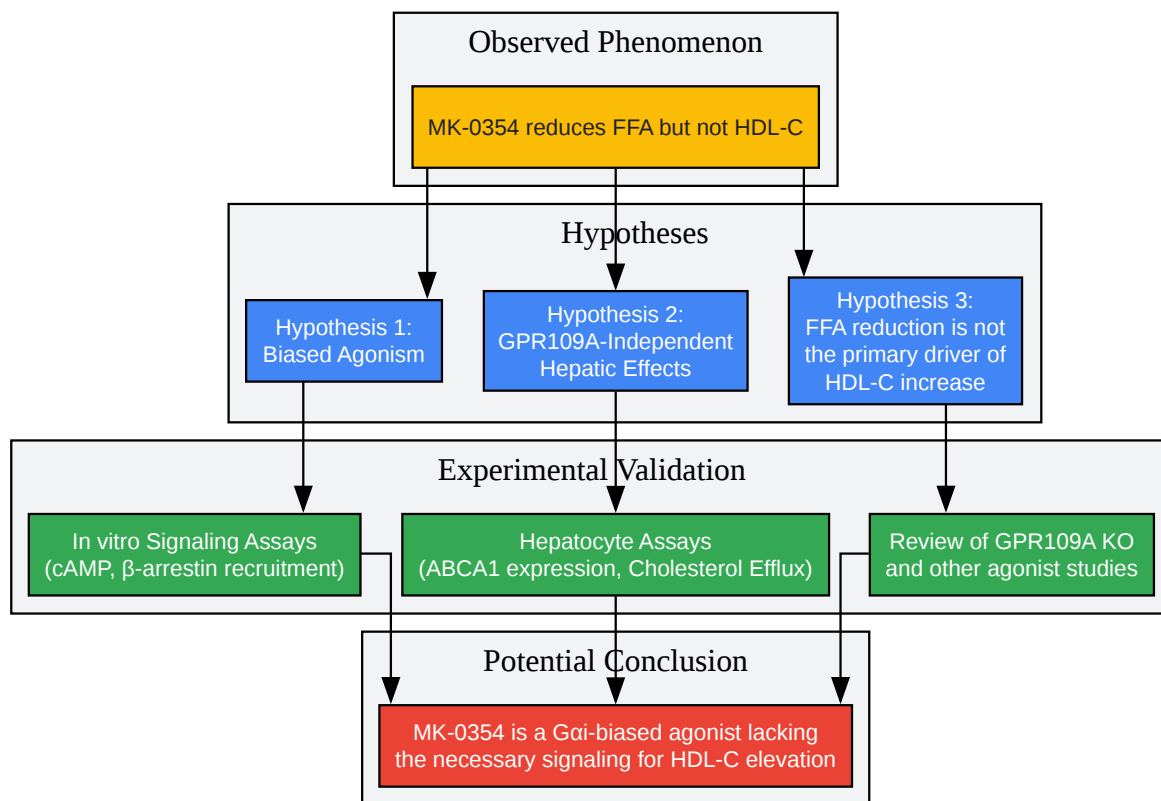 Observed Phenomenon
MK-0354 reduces FFA but not HDL-C
Hypotheses
Hypothesis 1:
Biased Agonism
Hypothesis 2:
GPR109A-Independent
Hepatic Effects
Hypothesis 3:
FFA reduction is not
the primary driver of
HDL-C increase
Experimental Validation
In vitro Signaling Assays
(cAMP, β-arrestin recruitment)
Hepatocyte Assays
(ABCA1 expression, Cholesterol Efflux)
Review of GPR109A KO
and other agonist studies
Potential Conclusion
MK-0354 is a Gαi-biased agonist lacking
the necessary signaling for HDL-C elevation